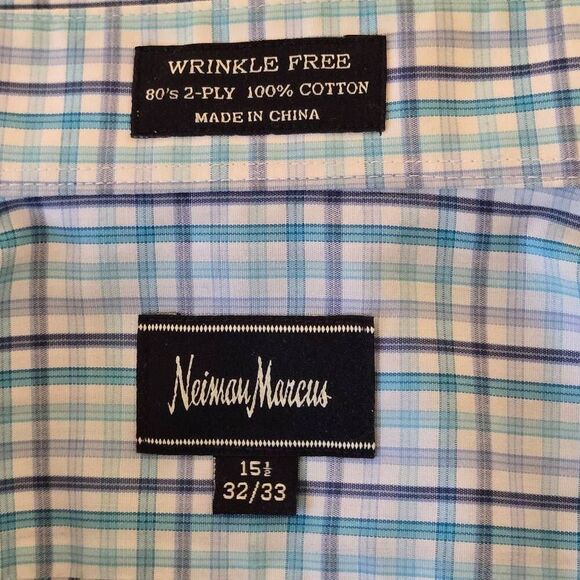 WRINKLE FREE
80's 2-PLY 100% COTTON
MADE IN CHINA
Neiman Marcus
15½
32/33